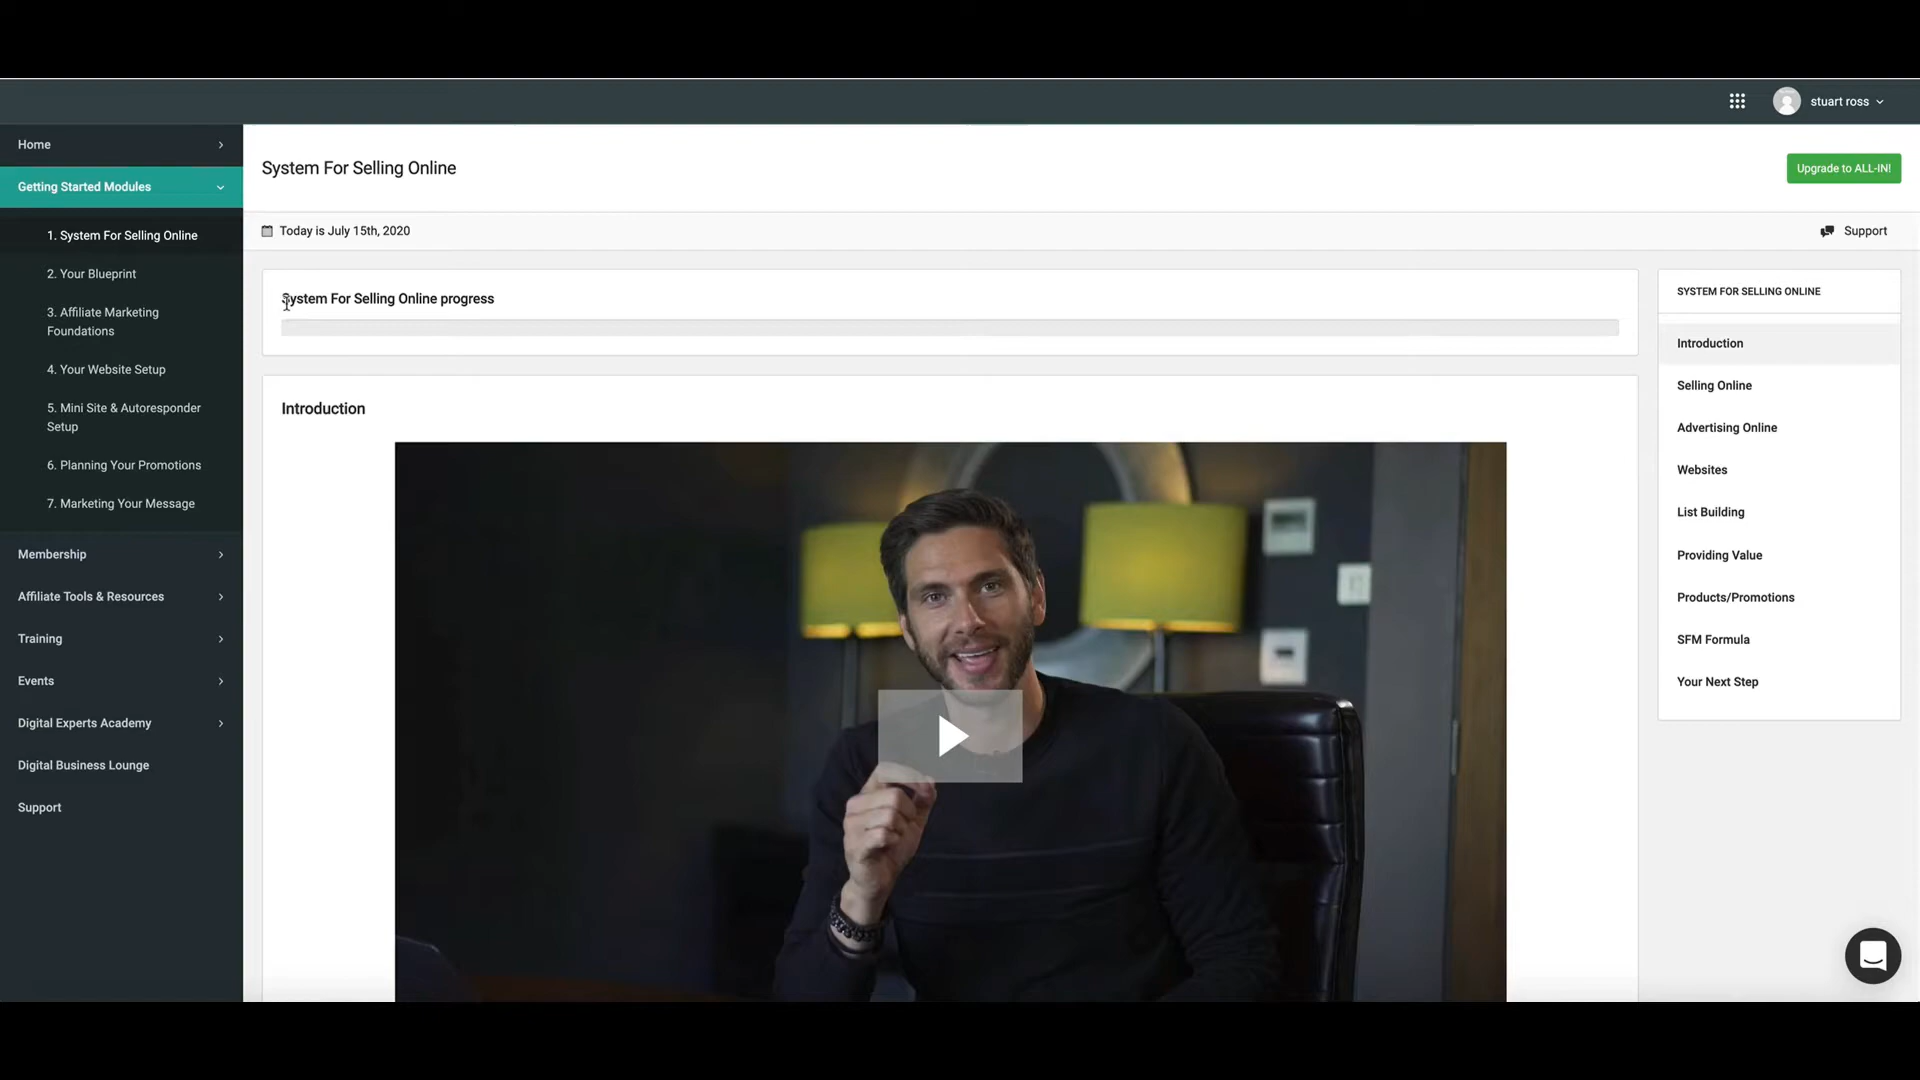 stuart ross
Home
Getting Started Modules
1. System For Selling Online
2. Your Blueprint
3. Affiliate Marketing
Foundations
4. Your Website Setup
5. Mini Site & Autoresponder
Setup
6. Planning Your Promotions
7. Marketing Your Message
Membership
Affiliate Tools & Resources
Training
Events
Digital Experts Academy
Digital Business Lounge
Support
System For Selling Online
Upgrade to ALL-IN!
Today is July 15th, 2020
Support
System For Selling Online progress
Introduction
SYSTEM FOR SELLING ONLINE
Introduction
Selling Online
Advertising Online
Websites
List Building
Providing Value
Products/Promotions
SFM Formula
Your Next Step